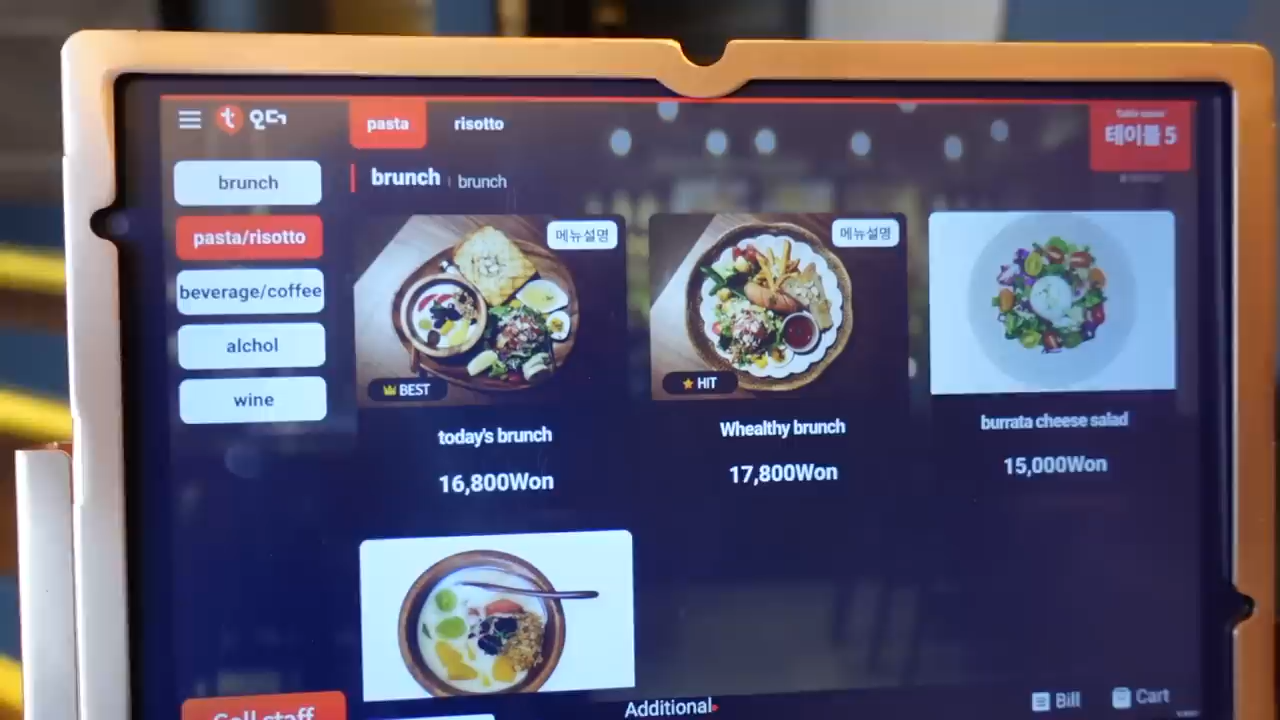 t 오더
pasta
risotto
테이블 5
brunch
brunch | brunch
pasta/risotto
메뉴설명
메뉴설명
beverage/coffee
alchol
wine
BEST
HIT
today's brunch
Whealthy brunch
burrata cheese salad
16,800Won
17,800Won
15,000Won
Call staff
Additional
Bill
Cart